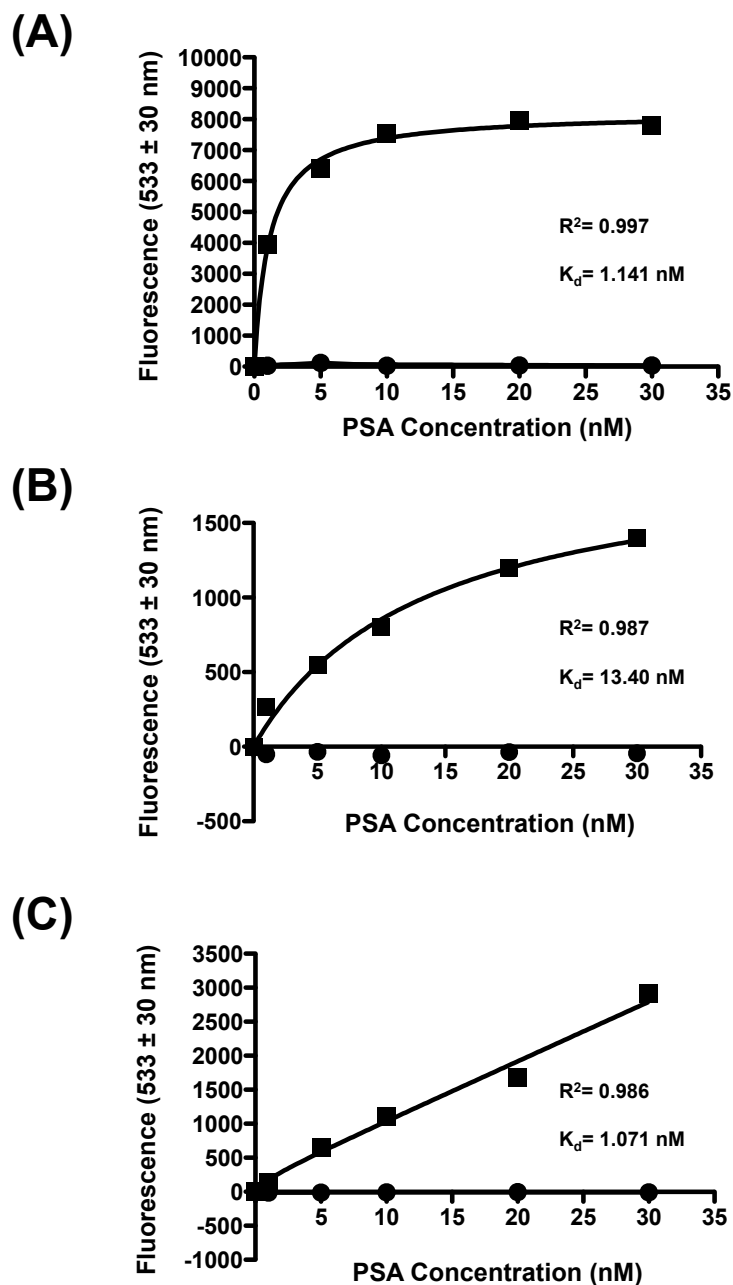 (A)
Fluorescence (533 ± 30 nm)
10000
9000
8000
7000
6000
5000
4000
3000
2000
1000
0
R²= 0.997
K_d= 1.141 nM
0 5 10 15 20 25 30 35
PSA Concentration (nM)
(B)
Fluorescence (533 ± 30 nm)
1500
1000
500
0
-500
R²= 0.987
K_d= 13.40 nM
5 10 15 20 25 30 35
PSA Concentration (nM)
(C)
Fluorescence (533 ± 30 nm)
3500
3000
2500
2000
1500
1000
500
0
-500
-1000
R²= 0.986
K_d= 1.071 nM
5 10 15 20 25 30 35
PSA Concentration (nM)